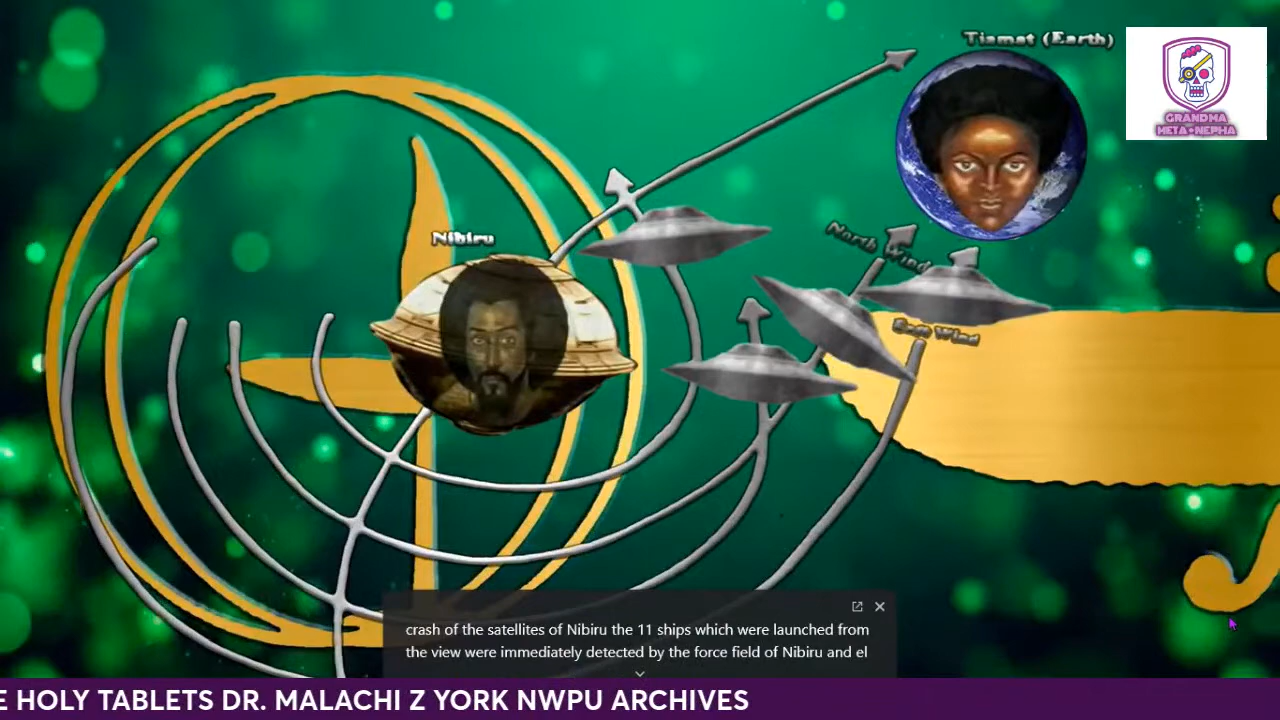 Tiamat (Earth)
GRANDMA
META•NEPHA
Nibiru
North Wind
East Wind
crash of the satellites of Nibiru the 11 ships which were launched from
the view were immediately detected by the force field of Nibiru and el
E HOLY TABLETS DR. MALACHI Z YORK NWPU ARCHIVES